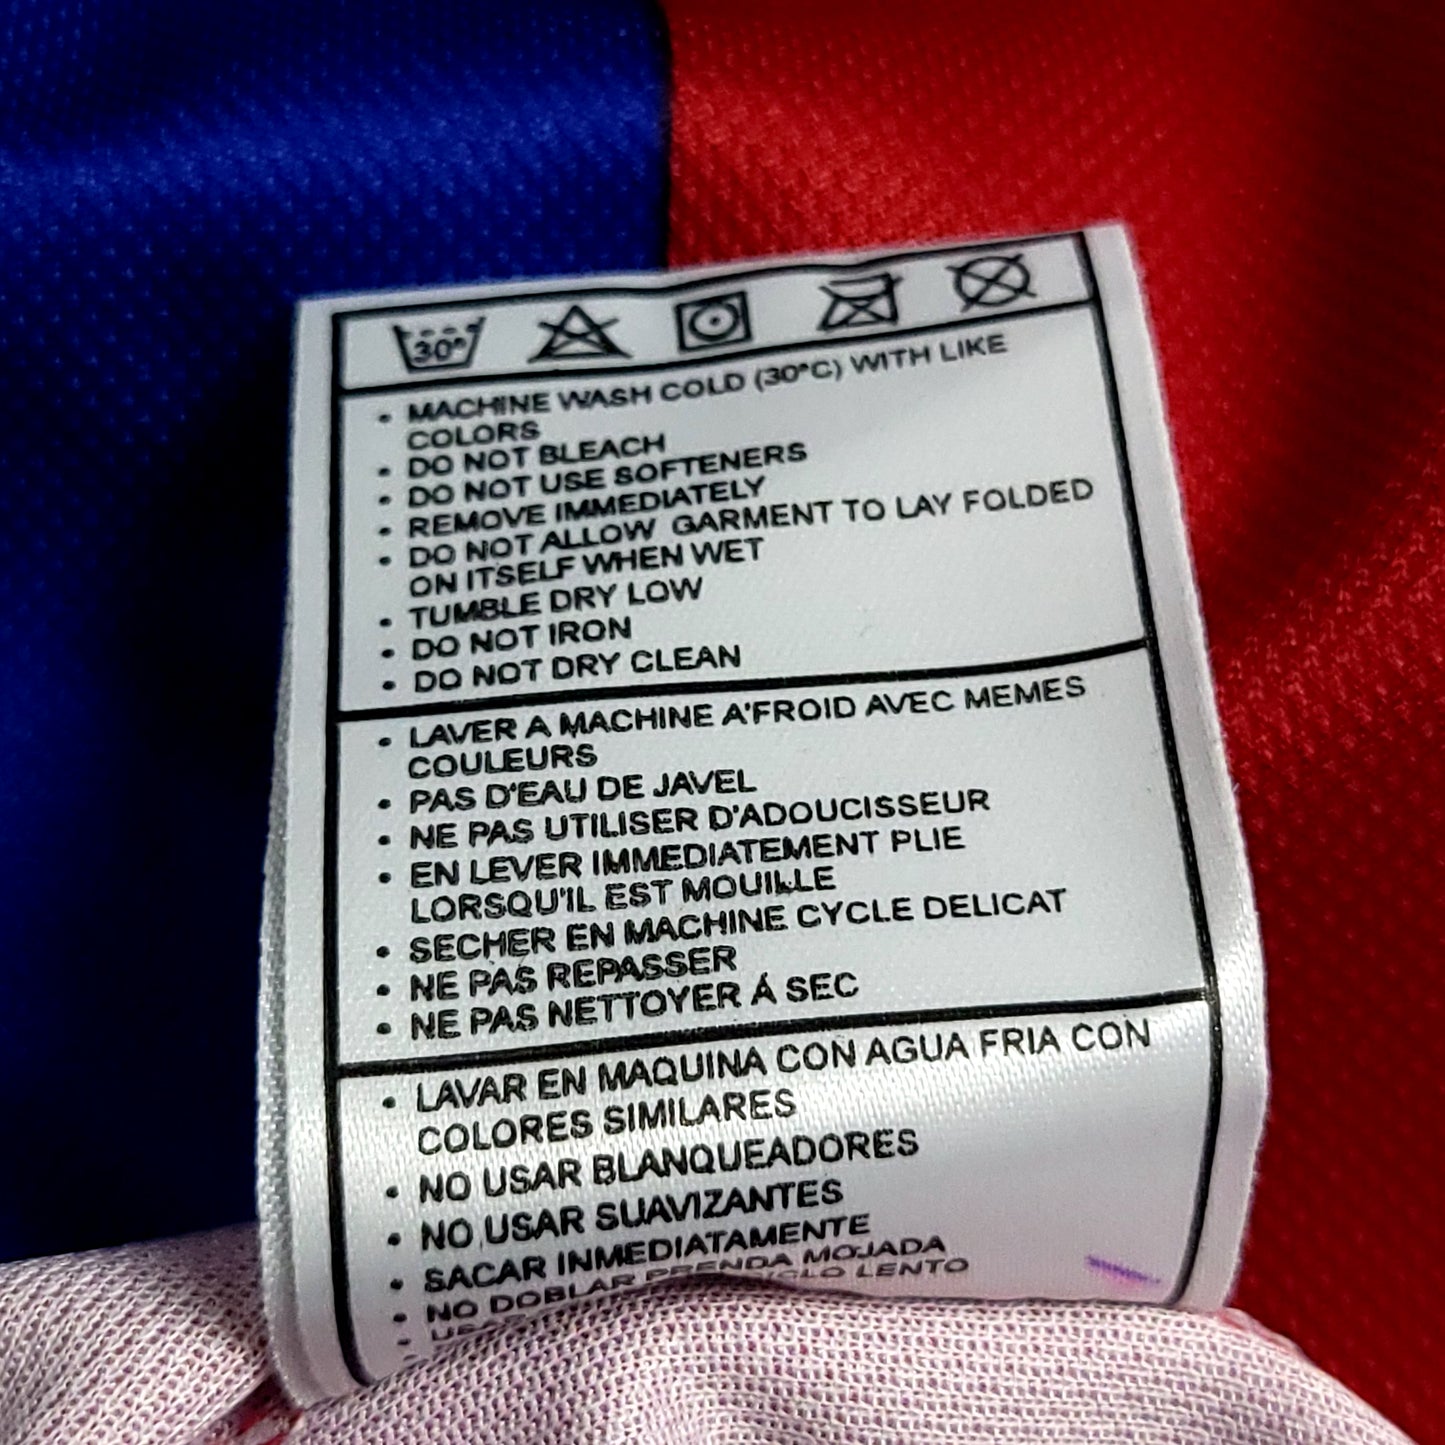 30°
• MACHINE WASH COLD (30°C) WITH LIKE
COLORS
• DO NOT BLEACH
• DO NOT USE SOFTENERS
• REMOVE IMMEDIATELY
• DO NOT ALLOW GARMENT TO LAY FOLDED
ON ITSELF WHEN WET
• TUMBLE DRY LOW
• DO NOT IRON
• DO NOT DRY CLEAN
• LAVER A MACHINE A'FROID AVEC MEMES
COULEURS
• PAS D'EAU DE JAVEL
• NE PAS UTILISER D'ADOUCISSEUR
• EN LEVER IMMEDIATEMENT PLIE
LORSQU'IL EST MOUILLE
• SECHER EN MACHINE CYCLE DELICAT
• NE PAS REPASSER
• NE PAS NETTOYER Á SEC
• LAVAR EN MAQUINA CON AGUA FRIA CON
COLORES SIMILARES
• NO USAR BLANQUEADORES
• NO USAR SUAVIZANTES
• SACAR INMEDIATAMENTE
• NO DOBLAR PRENDA MOJADA
• LENTO